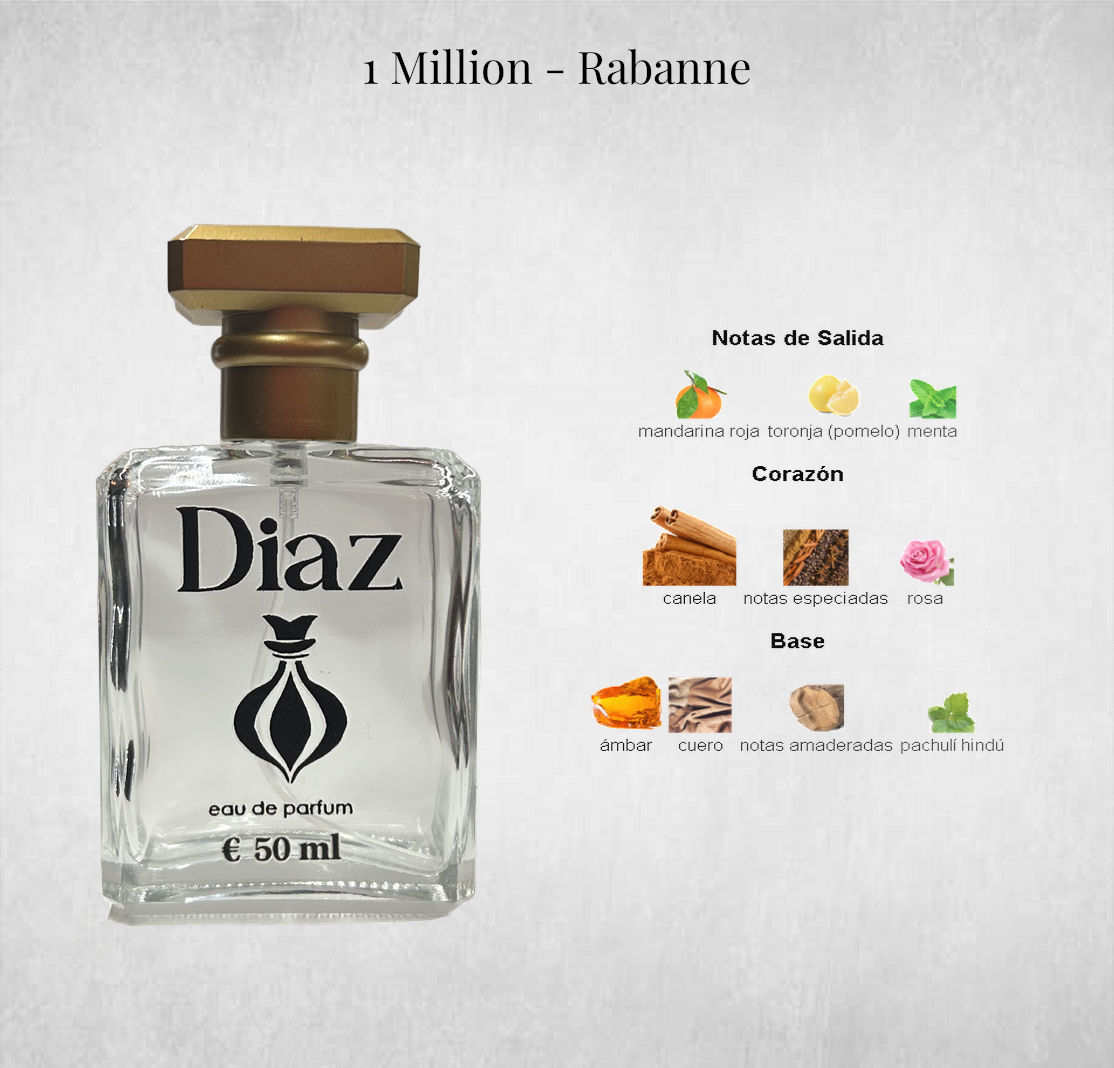 1 Million - Rabanne
Diaz
eau de parfum
€ 50 ml
Notas de Salida
mandarina roja toronja (pomelo) menta
Corazón
canela notas especiadas rosa
Base
ámbar cuero notas amaderadas pachulí hindú